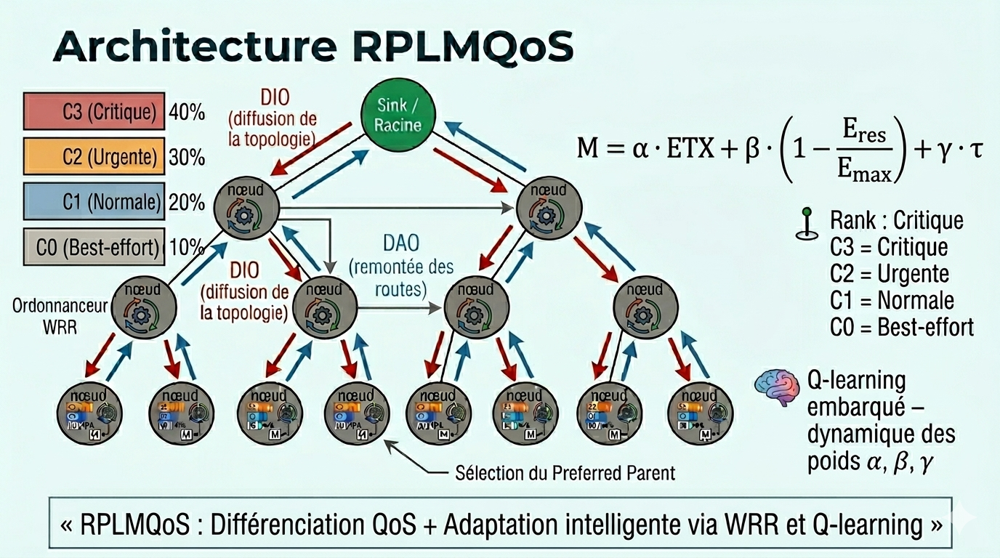 Architecture RPLMQoS
C3 (Critique) 40%
C2 (Urgente) 30%
C1 (Normale) 20%
C0 (Best-effort) 10%
DIO
(diffusion de
la topologie)
Sink /
Racine
M = α · ETX + β · (1 − E_res / E_max) + γ · τ
nœud
nœud
DIO
(diffusion de
la topologie)
DAO
(remontée des
routes)
Rank : Critique
C3 = Critique
C2 = Urgente
C1 = Normale
C0 = Best-effort
Ordonnanceur
WRR
nœud
nœud
nœud
nœud
nœud
nœud
nœud
nœud
nœud
nœud
nœud
nœud
M
M
M
M
M
M
Q-learning
embarqué –
dynamique des
poids α, β, γ
Sélection du Preferred Parent
« RPLMQoS : Différenciation QoS + Adaptation intelligente via WRR et Q-learning »